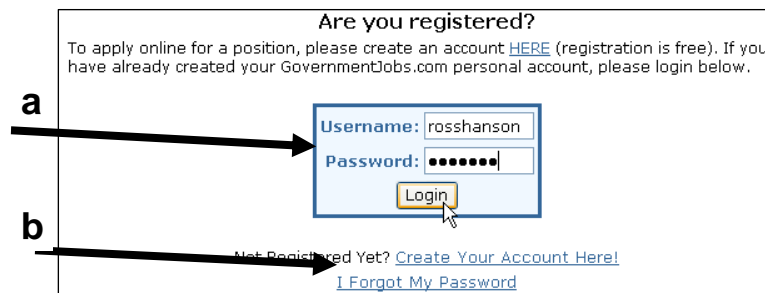 Are you registered?
To apply online for a position, please create an account HERE (registration is free). If you
have already created your GovernmentJobs.com personal account, please login below.
a
Username: rosshanson
Password: ●●●●●●●
Login
b
Not Registered Yet? Create Your Account Here!
I Forgot My Password